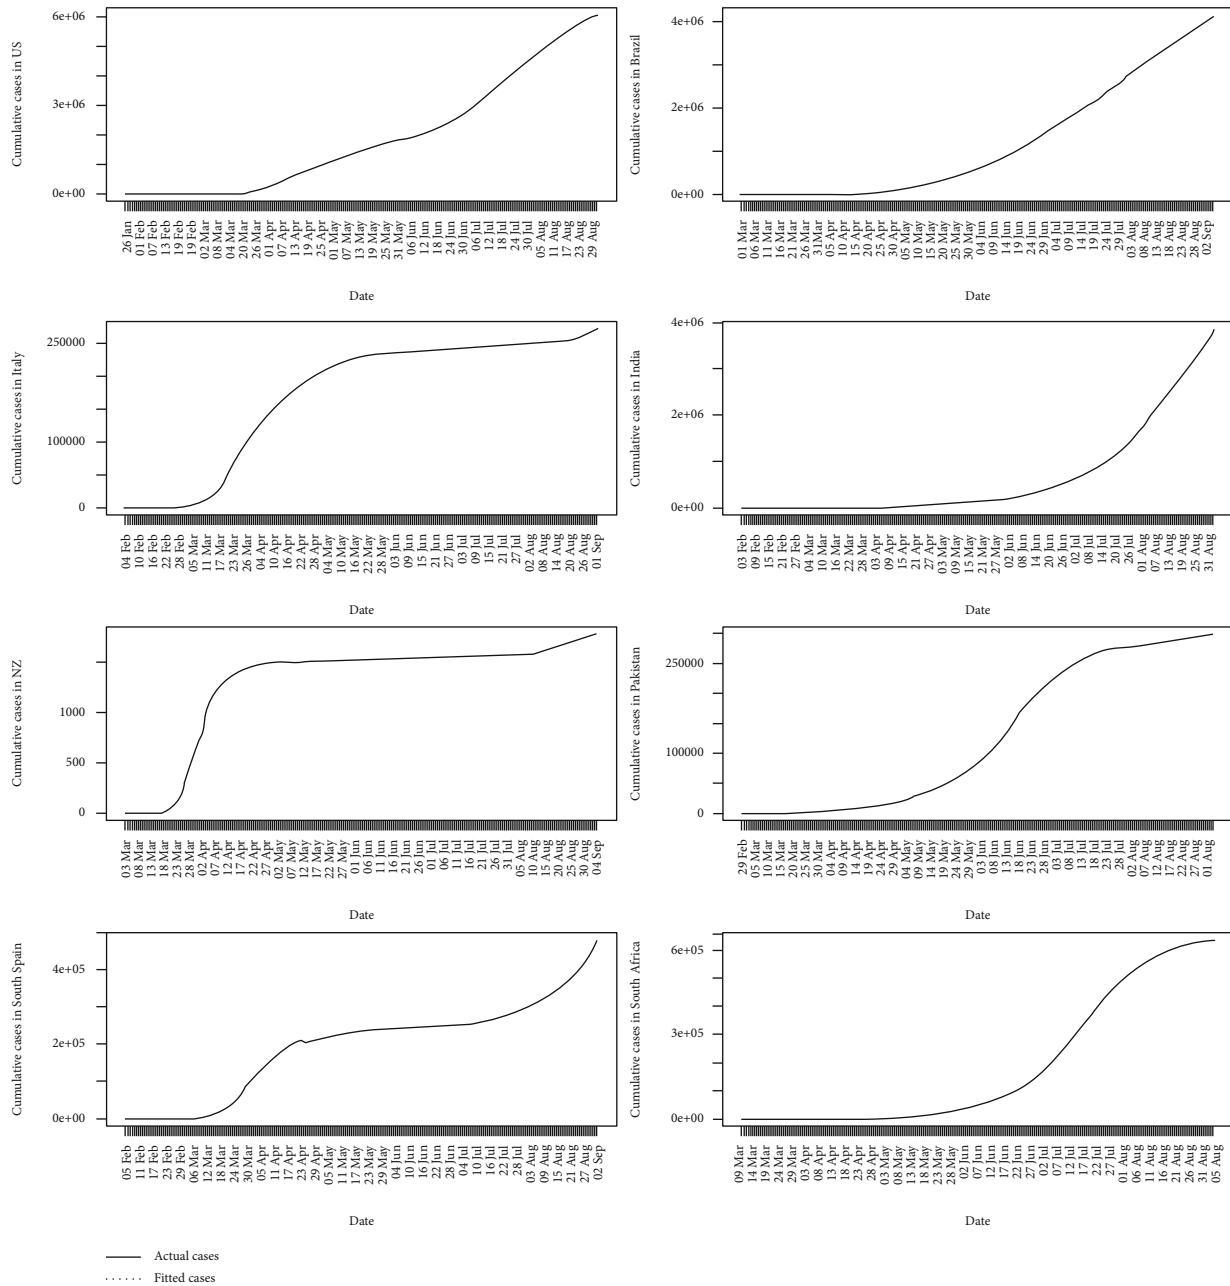 Cumulative cases in US
6e+06
3e+06
0e+00
26 Jan
01 Feb
07 Feb
13 Feb
19 Feb
19 Feb
02 Mar
08 Mar
04 Mar
20 Mar
26 Mar
01 Apr
07 Apr
13 Apr
19 Apr
25 Apr
01 May
07 May
13 May
19 May
25 May
31 May
06 Jun
12 Jun
18 Jun
24 Jun
30 Jun
06 Jul
12 Jul
18 Jul
24 Jul
30 Jul
05 Aug
11 Aug
17 Aug
23 Aug
29 Aug
Date
Cumulative cases in Brazil
4e+06
2e+06
0e+00
01 Mar
06 Mar
11 Mar
16 Mar
21 Mar
26 Mar
31 Mar
05 Apr
10 Apr
15 Apr
20 Apr
25 Apr
30 Apr
05 May
10 May
15 May
20 May
25 May
30 May
04 Jun
09 Jun
14 Jun
19 Jun
24 Jun
29 Jun
04 Jul
09 Jul
14 Jul
19 Jul
24 Jul
29 Jul
03 Aug
08 Aug
13 Aug
18 Aug
23 Aug
28 Aug
02 Sep
Date
Cumulative cases in Italy
250000
100000
0
04 Feb
10 Feb
16 Feb
22 Feb
28 Feb
05 Mar
11 Mar
17 Mar
23 Mar
26 Mar
04 Apr
10 Apr
16 Apr
22 Apr
28 Apr
04 May
10 May
16 May
22 May
28 May
03 Jun
09 Jun
15 Jun
21 Jun
27 Jun
03 Jul
09 Jul
15 Jul
21 Jul
27 Jul
02 Aug
08 Aug
14 Aug
20 Aug
26 Aug
01 Sep
Date
Cumulative cases in India
4e+06
2e+06
0e+00
03 Feb
09 Feb
15 Feb
21 Feb
27 Feb
04 Mar
10 Mar
16 Mar
22 Mar
28 Mar
03 Apr
09 Apr
15 Apr
21 Apr
27 Apr
03 May
09 May
15 May
21 May
27 May
02 Jun
08 Jun
14 Jun
20 Jun
26 Jun
02 Jul
08 Jul
14 Jul
20 Jul
26 Jul
01 Aug
07 Aug
13 Aug
19 Aug
25 Aug
31 Aug
Date
Cumulative cases in NZ
1000
500
0
03 Mar
08 Mar
13 Mar
18 Mar
23 Mar
28 Mar
02 Apr
07 Apr
12 Apr
17 Apr
22 Apr
27 Apr
02 May
07 May
12 May
22 May
27 May
01 Jun
06 Jun
11 Jun
16 Jun
21 Jun
26 Jun
01 Jul
06 Jul
11 Jul
16 Jul
21 Jul
26 Jul
31 Jul
05 Aug
10 Aug
15 Aug
20 Aug
25 Aug
30 Aug
04 Sep
Date
Cumulative cases in Pakistan
250000
100000
0
29 Feb
05 Mar
10 Mar
15 Mar
20 Mar
25 Mar
30 Mar
04 Apr
09 Apr
14 Apr
19 Apr
24 Apr
29 Apr
04 May
09 May
19 May
24 May
29 May
03 Jun
08 Jun
13 Jun
18 Jun
23 Jun
28 Jun
03 Jul
08 Jul
13 Jul
18 Jul
23 Jul
28 Jul
02 Aug
07 Aug
12 Aug
17 Aug
22 Aug
27 Aug
01 Aug
Date
Cumulative cases in South Spain
4e+05
2e+05
0e+00
05 Feb
11 Feb
17 Feb
23 Feb
29 Feb
06 Mar
12 Mar
18 Mar
24 Mar
30 Mar
05 Apr
11 Apr
17 Apr
23 Apr
29 Apr
05 May
11 May
17 May
23 May
29 May
04 Jun
10 Jun
16 Jun
22 Jun
28 Jun
04 Jul
10 Jul
16 Jul
22 Jul
28 Jul
03 Aug
09 Aug
15 Aug
21 Aug
27 Aug
02 Sep
Date
Cumulative cases in South Africa
6e+05
3e+05
0e+00
09 Mar
14 Mar
19 Mar
24 Mar
29 Mar
03 Apr
08 Apr
13 Apr
18 Apr
23 Apr
28 Apr
03 May
08 May
13 May
18 May
23 May
28 May
02 Jun
07 Jun
12 Jun
17 Jun
22 Jun
27 Jun
02 Jul
07 Jul
12 Jul
17 Jul
22 Jul
27 Jul
01 Aug
06 Aug
11 Aug
16 Aug
21 Aug
26 Aug
31 Aug
05 Aug
Date
Actual cases
Fitted cases